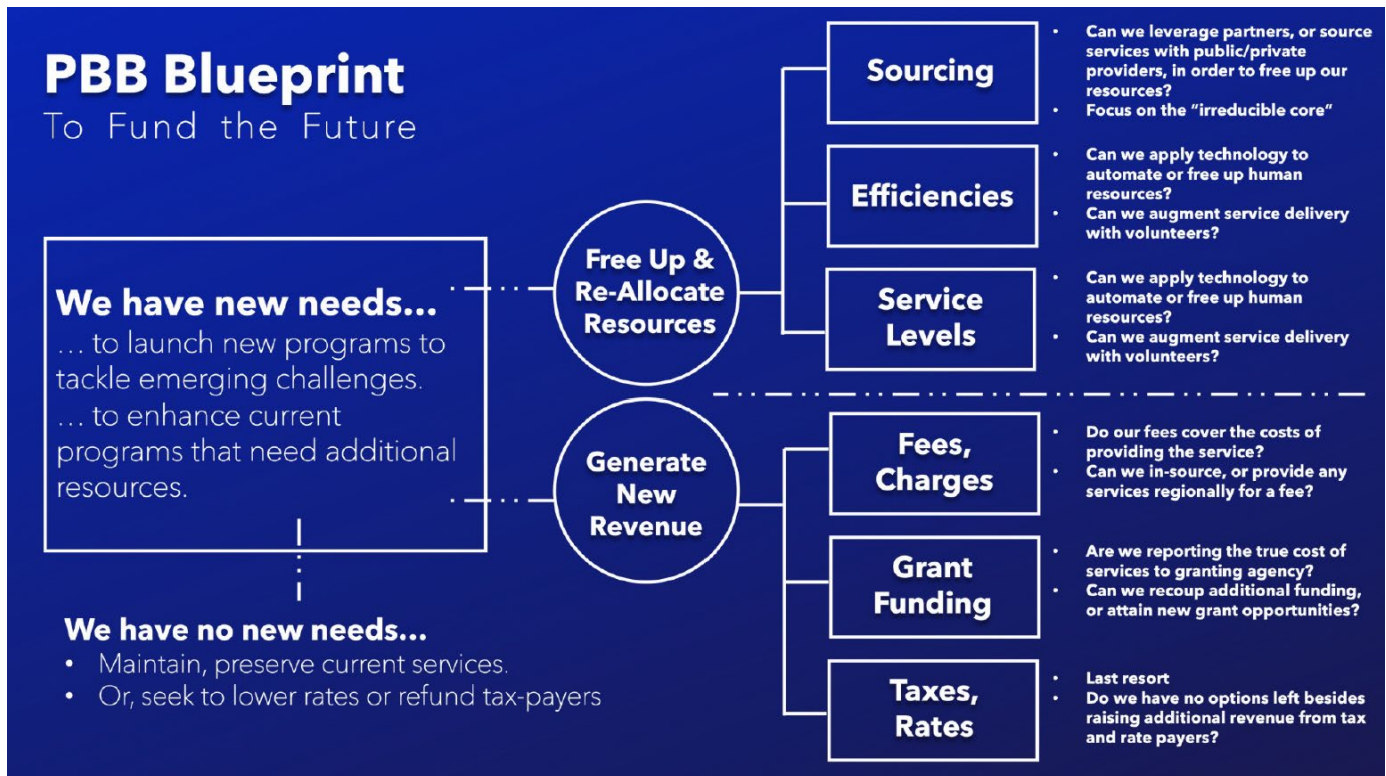 PBB Blueprint
To Fund the Future
We have new needs...
... to launch new programs to
tackle emerging challenges.
... to enhance current
programs that need additional
resources.
We have no new needs...
• Maintain, preserve current services.
• Or, seek to lower rates or refund tax-payers
Free Up &
Re-Allocate
Resources
Sourcing
• Can we leverage partners, or source
services with public/private
providers, in order to free up our
resources?
• Focus on the "irreducible core"
Efficiencies
• Can we apply technology to
automate or free up human
resources?
• Can we augment service delivery
with volunteers?
Service
Levels
• Can we apply technology to
automate or free up human
resources?
• Can we augment service delivery
with volunteers?
Generate
New
Revenue
Fees,
Charges
• Do our fees cover the costs of
providing the service?
• Can we in-source, or provide any
services regionally for a fee?
Grant
Funding
• Are we reporting the true cost of
services to granting agency?
• Can we recoup additional funding,
or attain new grant opportunities?
Taxes,
Rates
• Last resort
• Do we have no options left besides
raising additional revenue from tax
and rate payers?